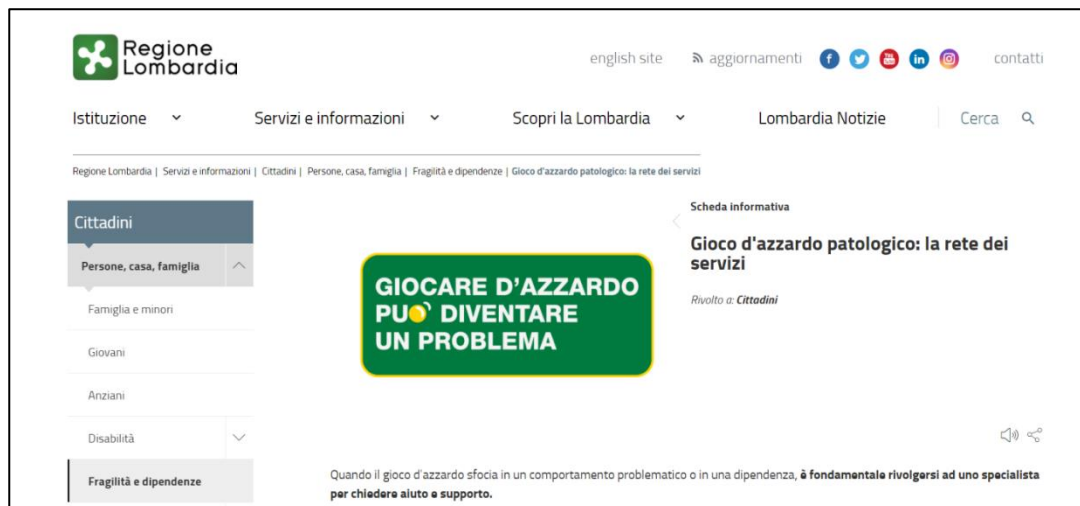 Regione
Lombardia
english site aggiornamenti contatti
Istituzione Servizi e informazioni Scopri la Lombardia Lombardia Notizie Cerca
Regione Lombardia | Servizi e informazioni | Cittadini | Persone, casa, famiglia | Fragilità e dipendenze | Gioco d'azzardo patologico: la rete dei servizi
Cittadini
Persone, casa, famiglia
Famiglia e minori
Giovani
Anziani
Disabilità
Fragilità e dipendenze
GIOCARE D'AZZARDO
PUO' DIVENTARE
UN PROBLEMA
Scheda informativa
Gioco d'azzardo patologico: la rete dei
servizi
Rivolto a: Cittadini
Quando il gioco d'azzardo sfocia in un comportamento problematico o in una dipendenza, è fondamentale rivolgersi ad uno specialista
per chiedere aiuto e supporto.